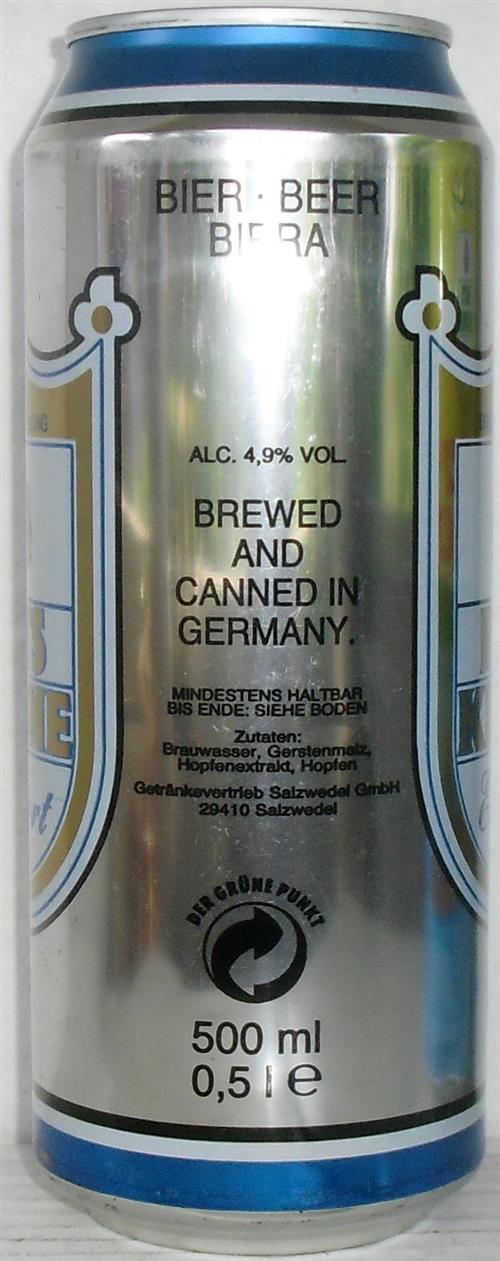 BIER · BEER
BIRRA
ALC. 4,9% VOL.
BREWED
AND
CANNED IN
GERMANY.
MINDESTENS HALTBAR
BIS ENDE: SIEHE BODEN
Zutaten:
Brauwasser, Gerstenmalz,
Hopfenextrakt, Hopfen
Getränkevertrieb Salzwedel GmbH
29410 Salzwedel
DER GRÜNE PUNKT
500 ml
0,5 l e